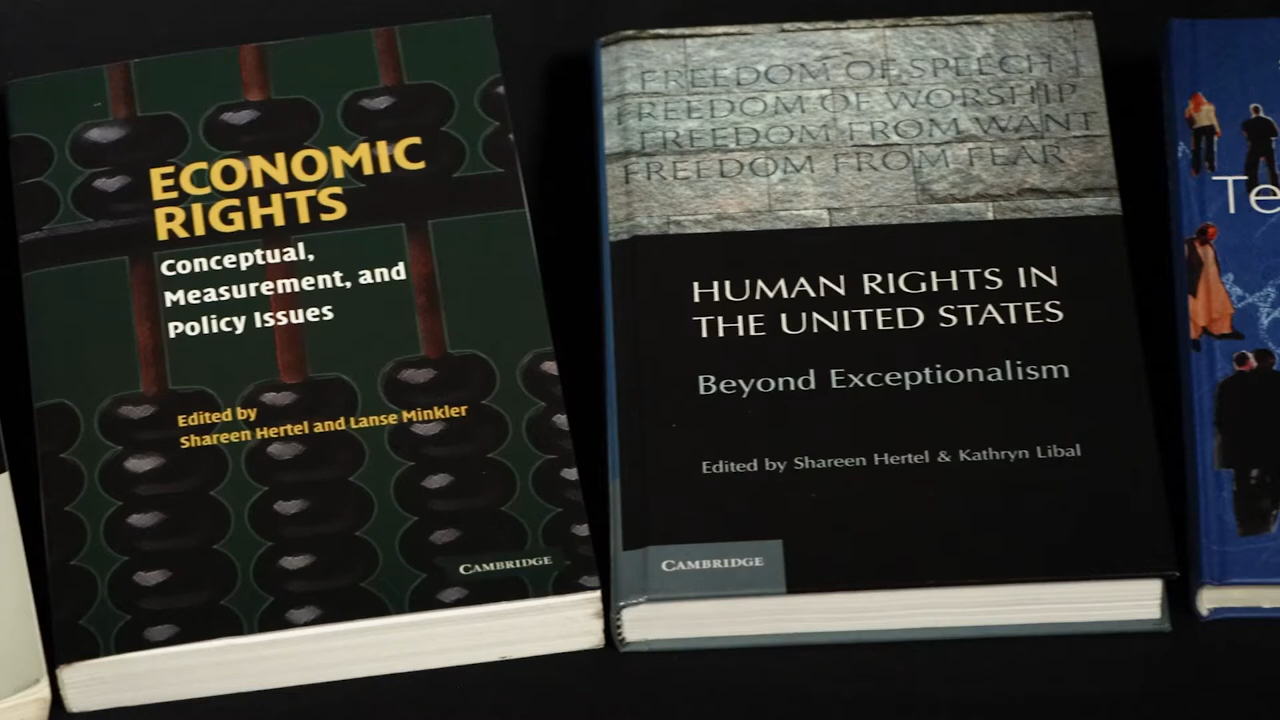 ECONOMIC
RIGHTS
Conceptual,
Measurement, and
Policy Issues
Edited by
Shareen Hertel and Lanse Minkler
CAMBRIDGE
FREEDOM OF SPEECH
FREEDOM OF WORSHIP
FREEDOM FROM WANT
FREEDOM FROM FEAR
HUMAN RIGHTS IN
THE UNITED STATES
Beyond Exceptionalism
Edited by Shareen Hertel & Kathryn Libal
CAMBRIDGE
Te